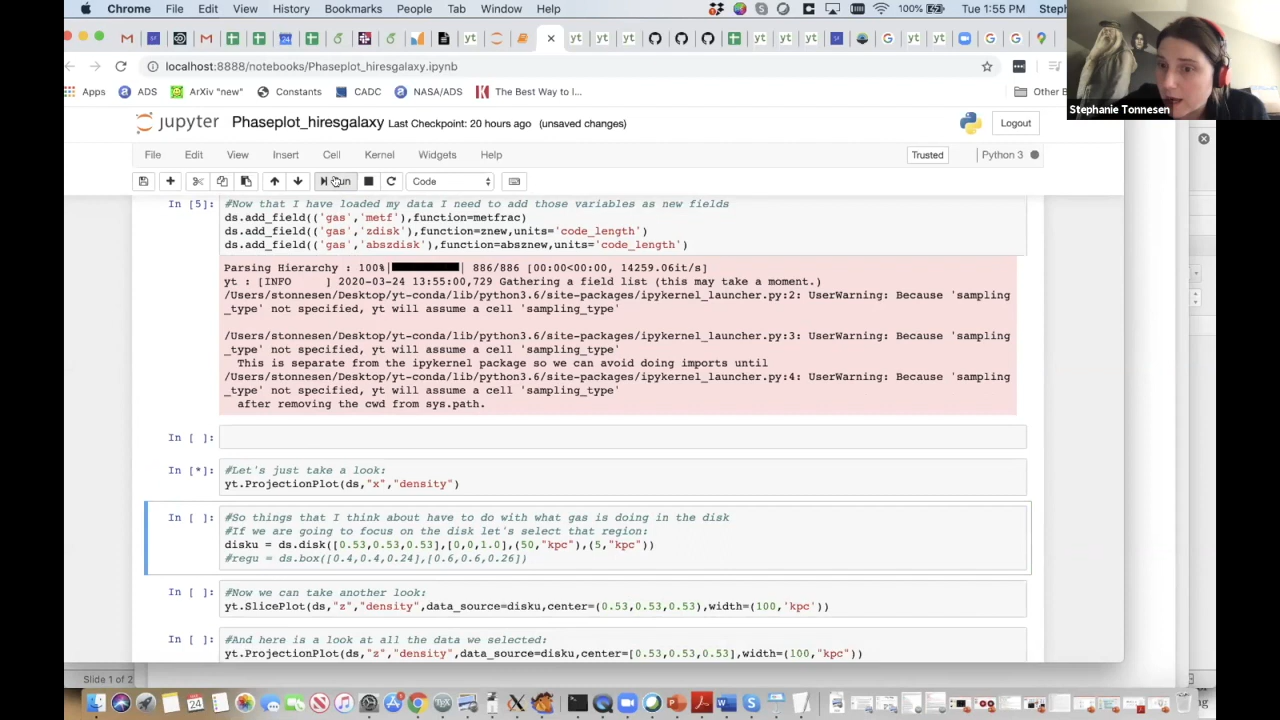 Chrome File Edit View History Bookmarks People Tab Window Help 100% Tue 1:55 PM Steph
localhost:8888/notebooks/Phaseplot_hiresgalaxy.ipynb
Apps ADS ArXiv "new" Constants CADC NASA/ADS The Best Way to I... Other B
Stephanie Tonnesen
jupyter Phaseplot_hiresgalax Last Checkpoint: 20 hours ago (unsaved changes) Logout
File Edit View Insert Cell Kernel Widgets Help Trusted Python 3
Run Code
In [5]: #Now that I have loaded my data I need to add those variables as new fields
ds.add_field(('gas','metf'),function=metfrac)
ds.add_field(('gas','zdisk'),function=znew,units='code_length')
ds.add_field(('gas','abszdisk'),function=absznew,units='code_length')
Parsing Hierarchy : 100%| | 886/886 [00:00<00:00, 14259.06it/s]
yt : [INFO ] 2020-03-24 13:55:00,729 Gathering a field list (this may take a moment.)
/Users/stonnesen/Desktop/yt-conda/lib/python3.6/site-packages/ipykernel_launcher.py:2: UserWarning: Because 'sampling
_type' not specified, yt will assume a cell 'sampling_type'
/Users/stonnesen/Desktop/yt-conda/lib/python3.6/site-packages/ipykernel_launcher.py:3: UserWarning: Because 'sampling
_type' not specified, yt will assume a cell 'sampling_type'
This is separate from the ipykernel package so we can avoid doing imports until
/Users/stonnesen/Desktop/yt-conda/lib/python3.6/site-packages/ipykernel_launcher.py:4: UserWarning: Because 'sampling
_type' not specified, yt will assume a cell 'sampling_type'
after removing the cwd from sys.path.
In [ ]:
In [*]: #Let's just take a look:
yt.ProjectionPlot(ds,"x","density")
In [ ]: #So things that I think about have to do with what gas is doing in the disk
#If we are going to focus on the disk let's select that region:
disku = ds.disk([0.53,0.53,0.53],[0,0,1.0],(50,"kpc"),(5,"kpc"))
#regu = ds.box([0.4,0.4,0.24],[0.6,0.6,0.26])
In [ ]: #Now we can take another look:
yt.SlicePlot(ds,"z","density",data_source=disku,center=(0.53,0.53,0.53),width=(100,'kpc'))
In [ ]: #And here is a look at all the data we selected:
yt.ProjectionPlot(ds,"z","density",data_source=disku,center=[0.53,0.53,0.53],width=(100,"kpc"))
Slide 1 of 2